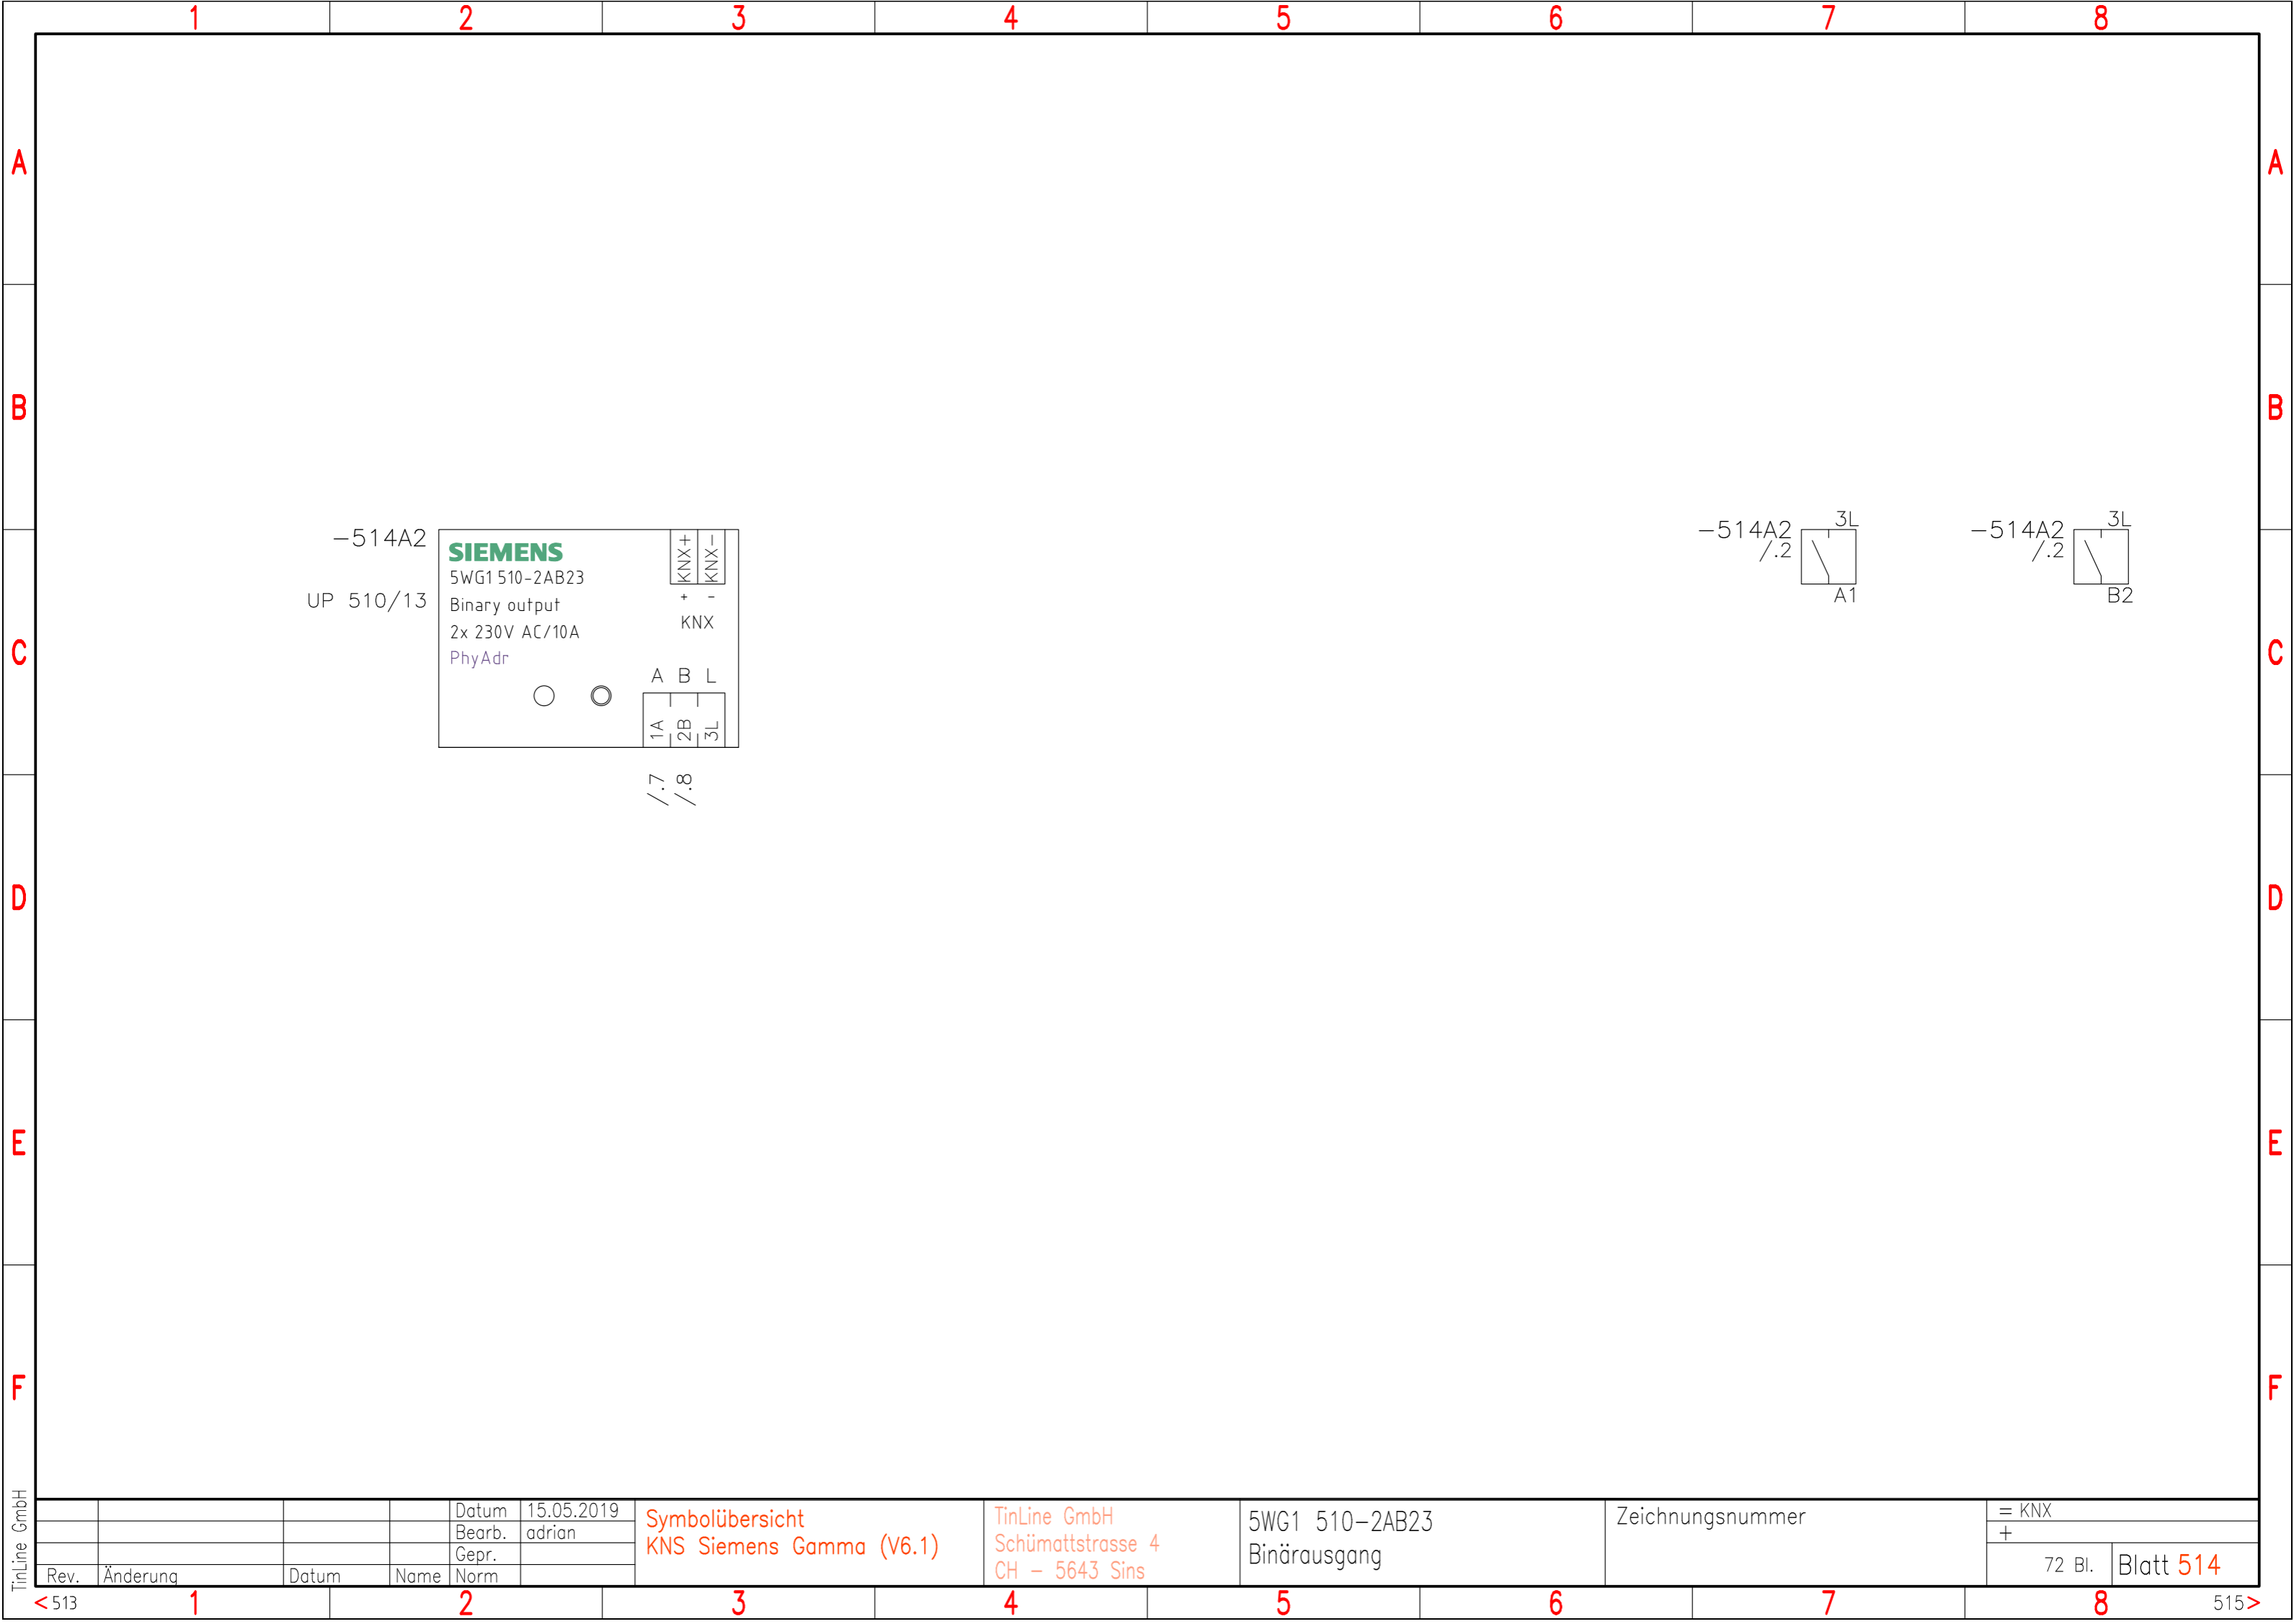 1 2 3 4 5 6 7 8
A A
B B
-514A2
SIEMENS
KNX+ KNX-
5WG1 510-2AB23
+ -
UP 510/13
Binary output
KNX
2x 230V AC/10A
PhyAdr
A B L
1A 2B 3L
/.7 /.8
-514A2 3L
/.2
A1
-514A2 3L
/.2
B2
C C
D D
E E
F F
TinLine GmbH
Datum 15.05.2019
Bearb. adrian
Gepr.
Rev. Änderung Datum Name Norm
Symbolübersicht
KNS Siemens Gamma (V6.1)
TinLine GmbH
Schümattstrasse 4
CH - 5643 Sins
5WG1 510-2AB23
Binärausgang
Zeichnungsnummer
= KNX
+
72 Bl. Blatt 514
<513 1 2 3 4 5 6 7 8 515>